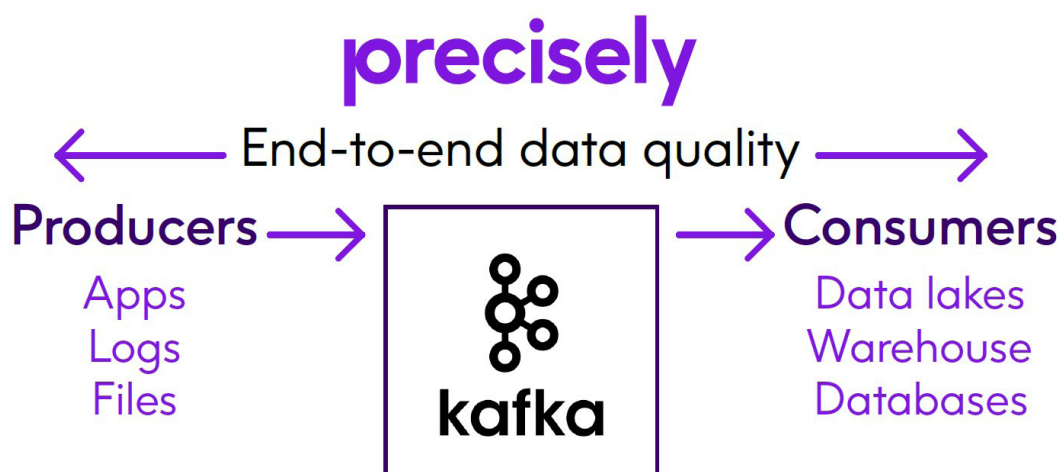 precisely
End-to-end data quality
Producers
Apps
Logs
Files
kafka
Consumers
Data lakes
Warehouse
Databases